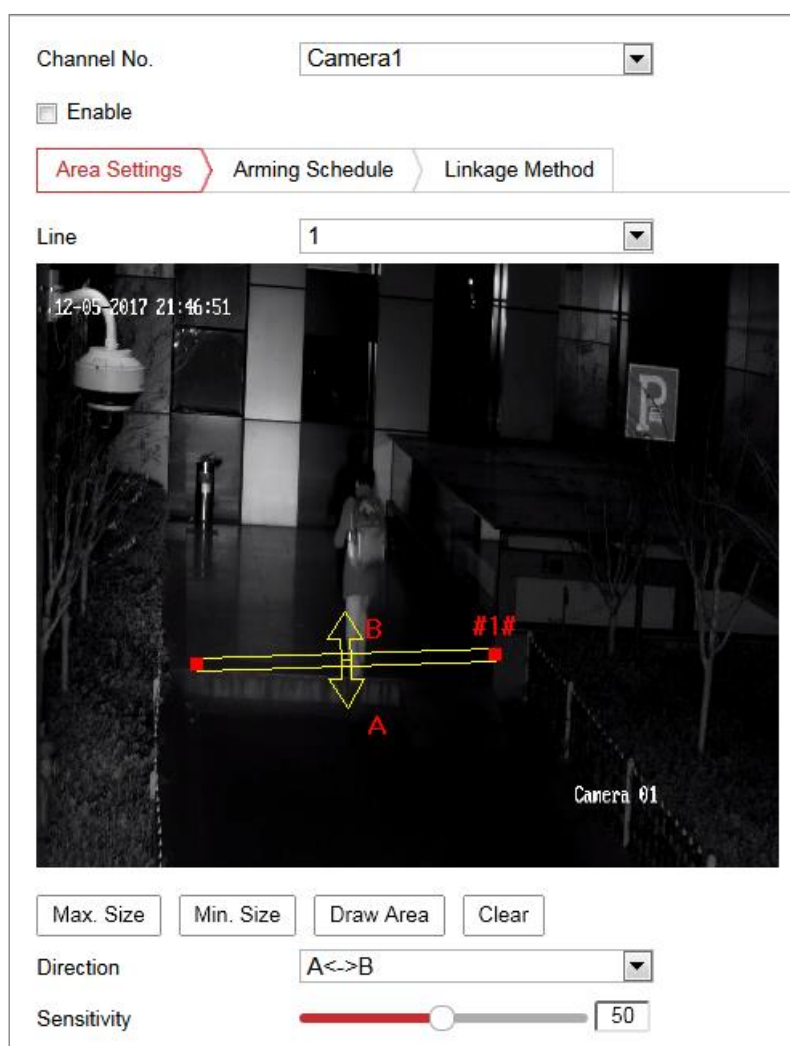 Channel No. Camera1
Enable
Area Settings Arming Schedule Linkage Method
Line 1
12-05-2017 21:46:51
P
B #1#
A
Camera 01
Max. Size Min. Size Draw Area Clear
Direction A<->B
Sensitivity 50